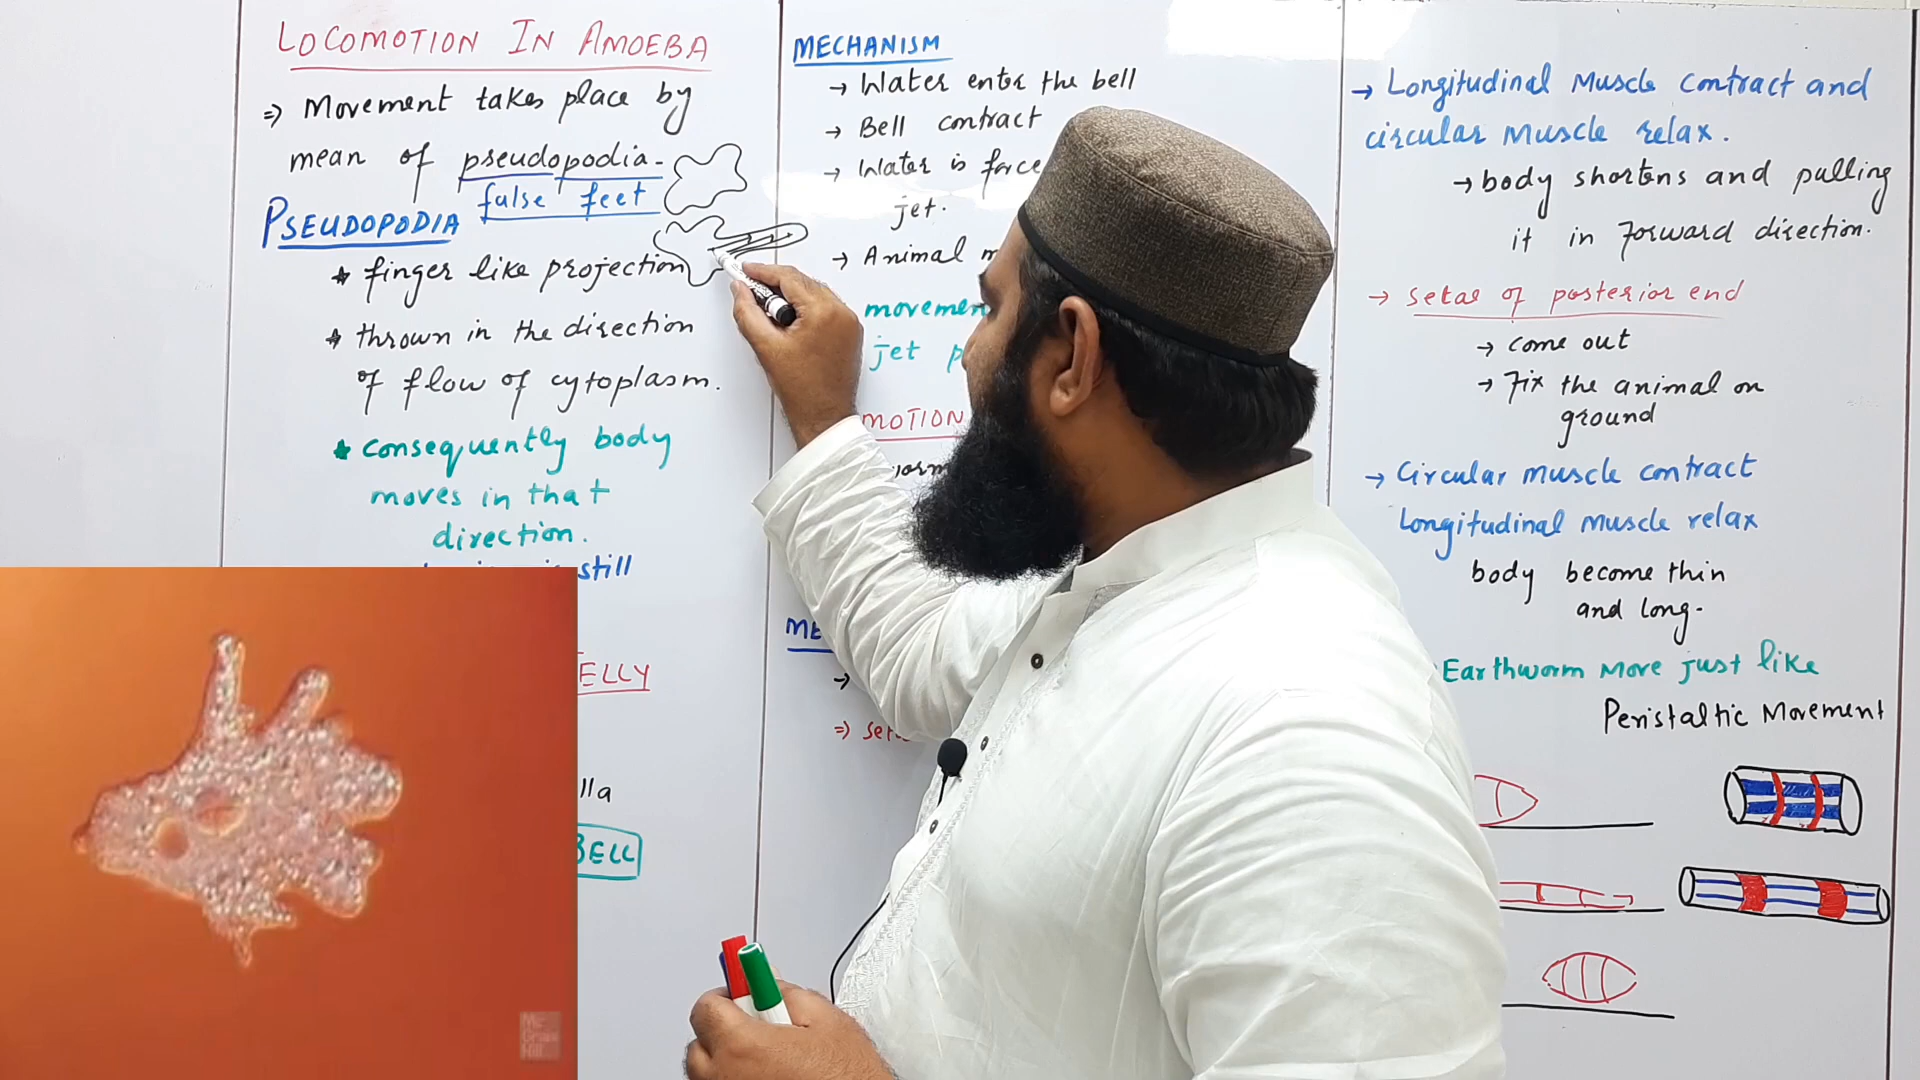 LOCOMOTION IN AMOEBA
⇒ Movement takes place by
mean of pseudopodia-
false feet
PSEUDOPODIA
* finger like projection
* thrown in the direction
of flow of cytoplasm.
* consequently body
moves in that
direction.
still
ELLY
lla
BELL
Mc
Graw
Hill
MECHANISM
→ Water enter the bell
→ Bell contract
→ Water is force
jet.
→ Animal m
movemen
jet p
MOTION
worm
ME
→
⇒ set
→ Longitudinal Muscle contract and
circular Muscle relax.
→ body shortens and pulling
it in forward direction.
→ setae of posterior end
→ come out
→ Fix the animal on
ground
→ Circular muscle contract
Longitudinal muscle relax
body become thin
and long-
Earthworm move just like
Peristaltic Movement